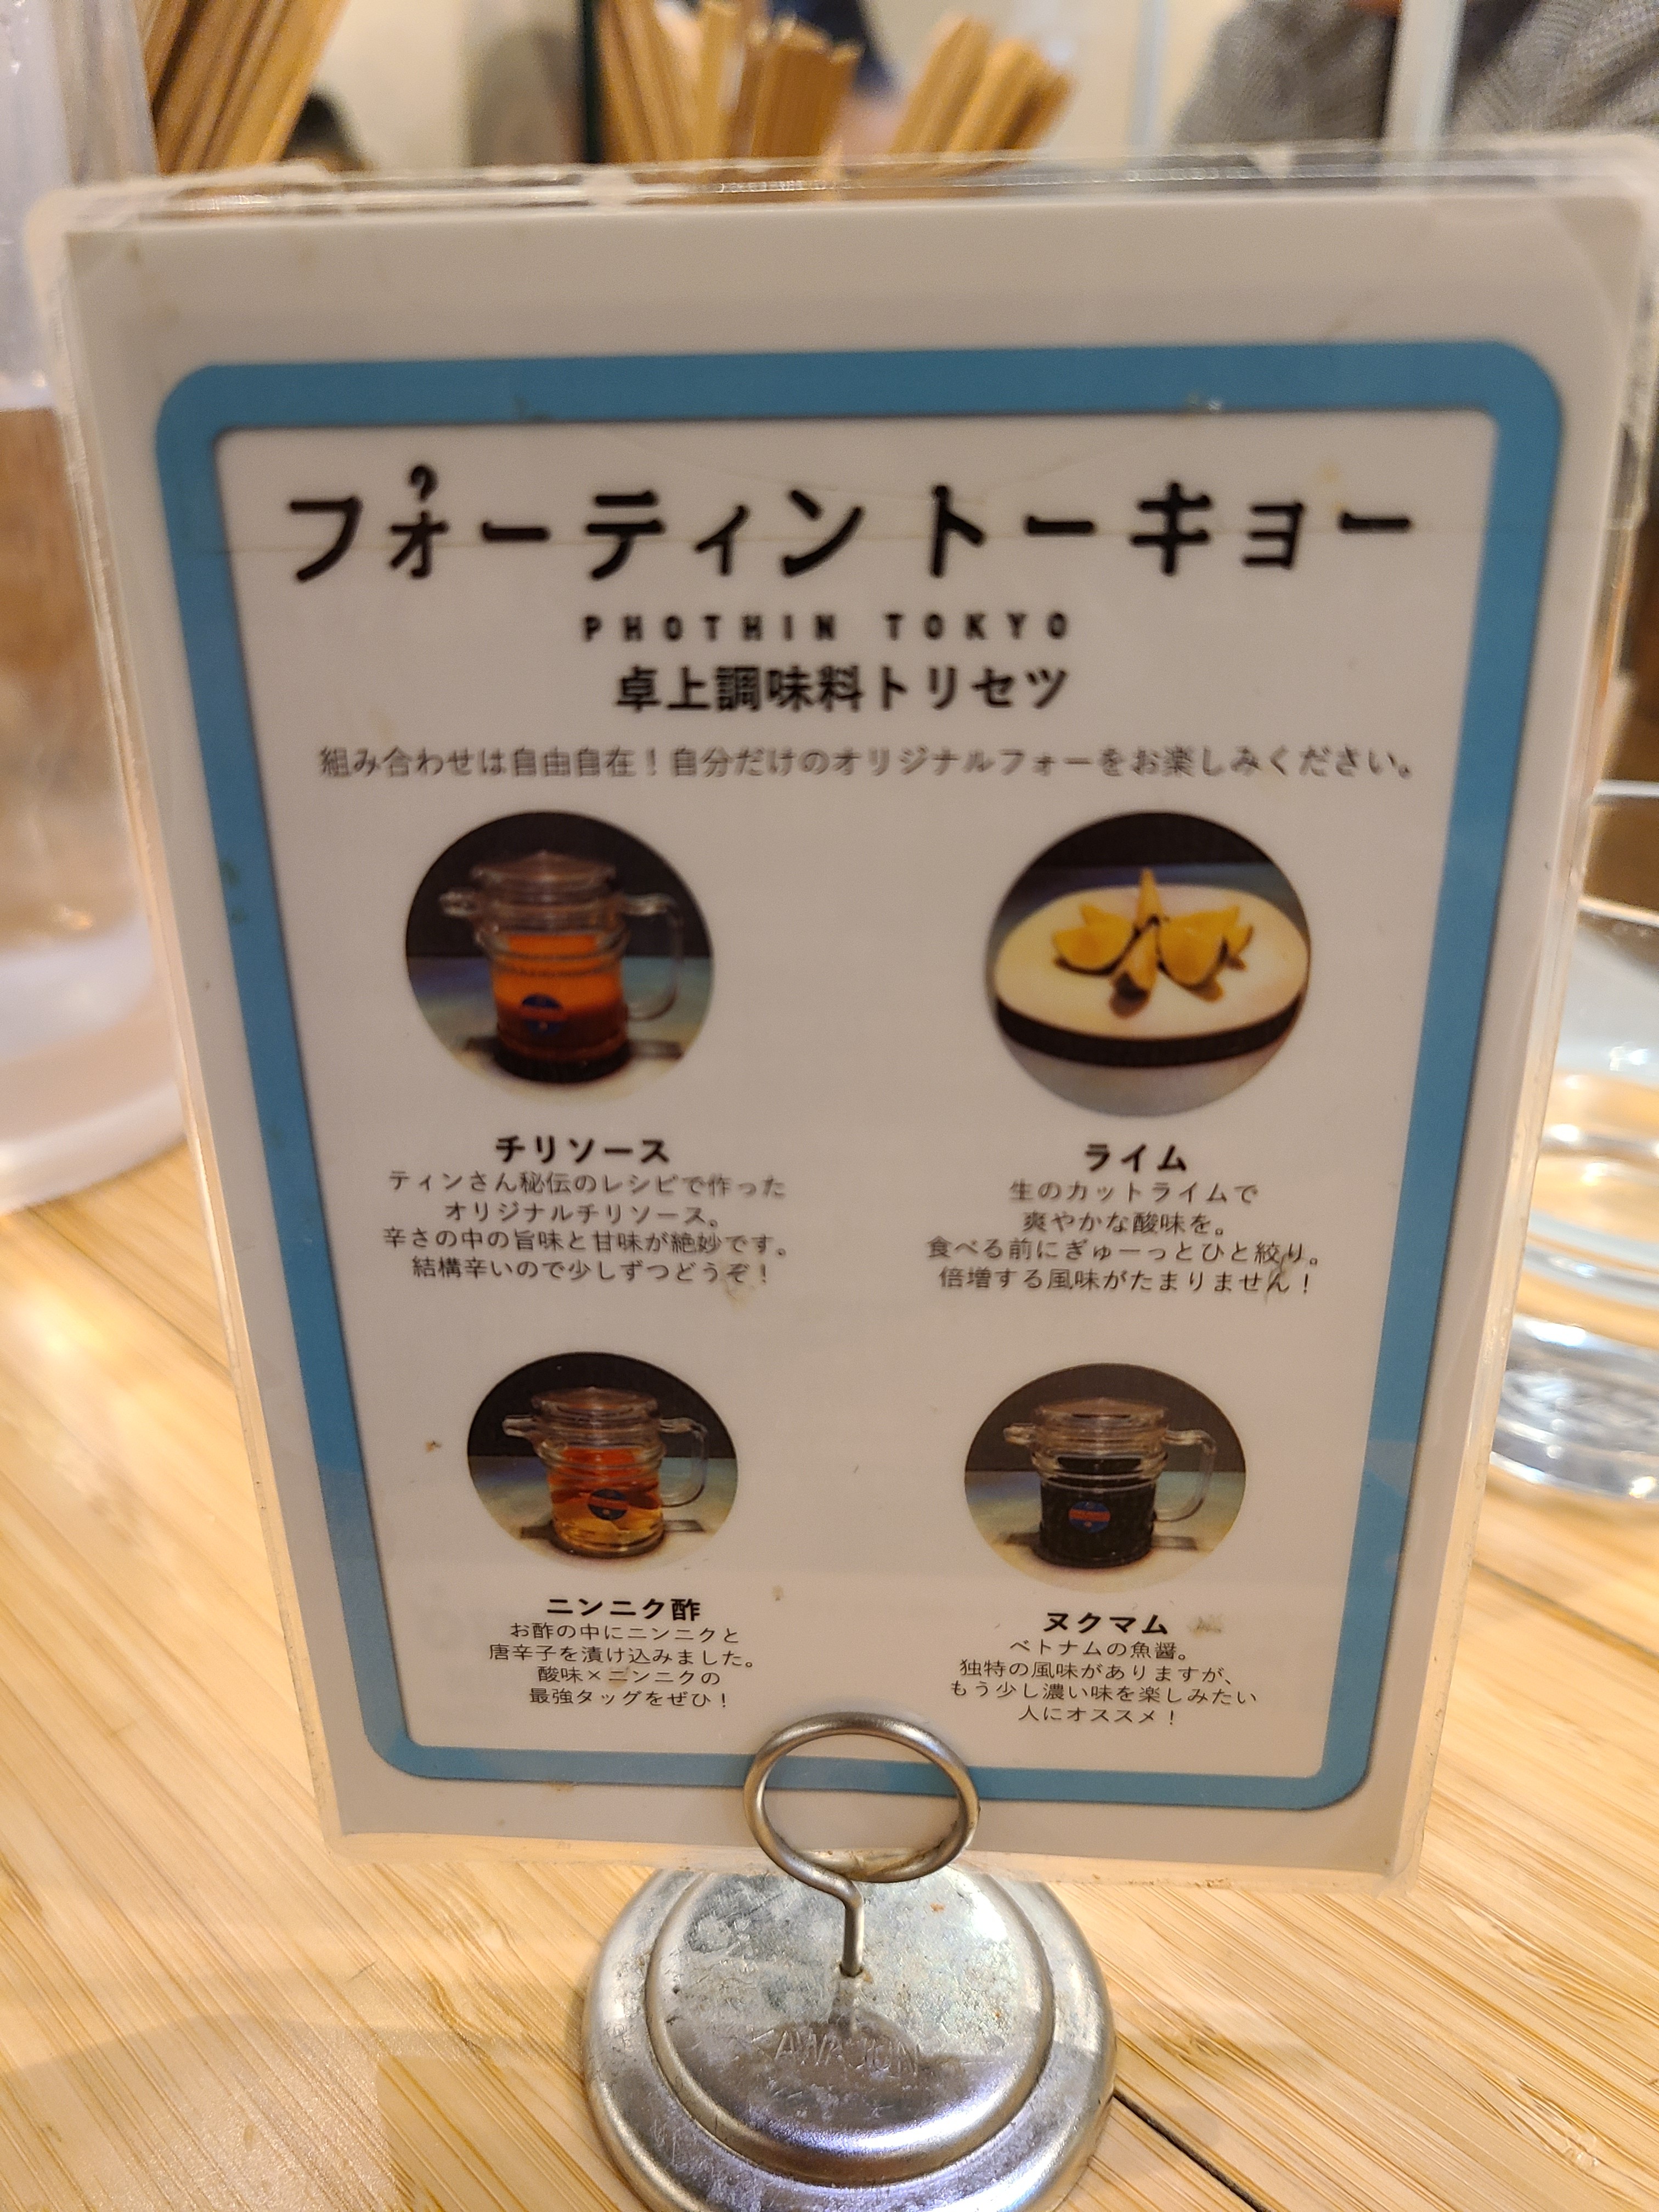 フォーティントーキョー
PHOTHIN TOKYO
卓上調味料トリセツ
組み合わせは自由自在！自分だけのオリジナルフォーをお楽しみください。
チリソース
ティンさん秘伝のレシピで作った
オリジナルチリソース。
辛さの中の旨味と甘味が絶妙です。
結構辛いので少しずつどうぞ！
ライム
生のカットライムで
爽やかな酸味を。
食べる前にぎゅーっとひと絞り。
倍増する風味がたまりません！
ニンニク酢
お酢の中にニンニクと
唐辛子を漬け込みました。
酸味×ニンニクの
最強タッグをぜひ！
ヌクマム
ベトナムの魚醤。
独特の風味がありますが、
もう少し濃い味を楽しみたい
人にオススメ！